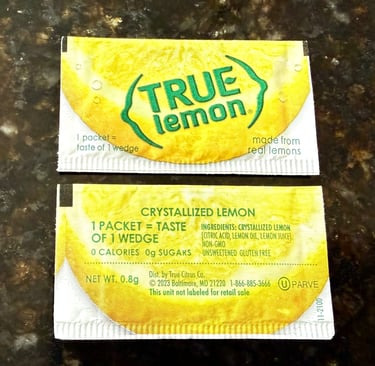 TRUE
lemon®
1 packet =
taste of 1 wedge
made from
real lemons
CRYSTALLIZED LEMON
1 PACKET = TASTE
OF 1 WEDGE
0 CALORIES 0g SUGARS
INGREDIENTS: CRYSTALLIZED LEMON
(CITRIC ACID, LEMON OIL, LEMON JUICE)
NON-GMO
UNSWEETENED GLUTEN FREE
NET WT. 0.8g
Dist. by True Citrus Co.
© 2023 Baltimore, MD 21220 1-866-885-3666
This unit not labeled for retail sale
U PARVE
11-2100